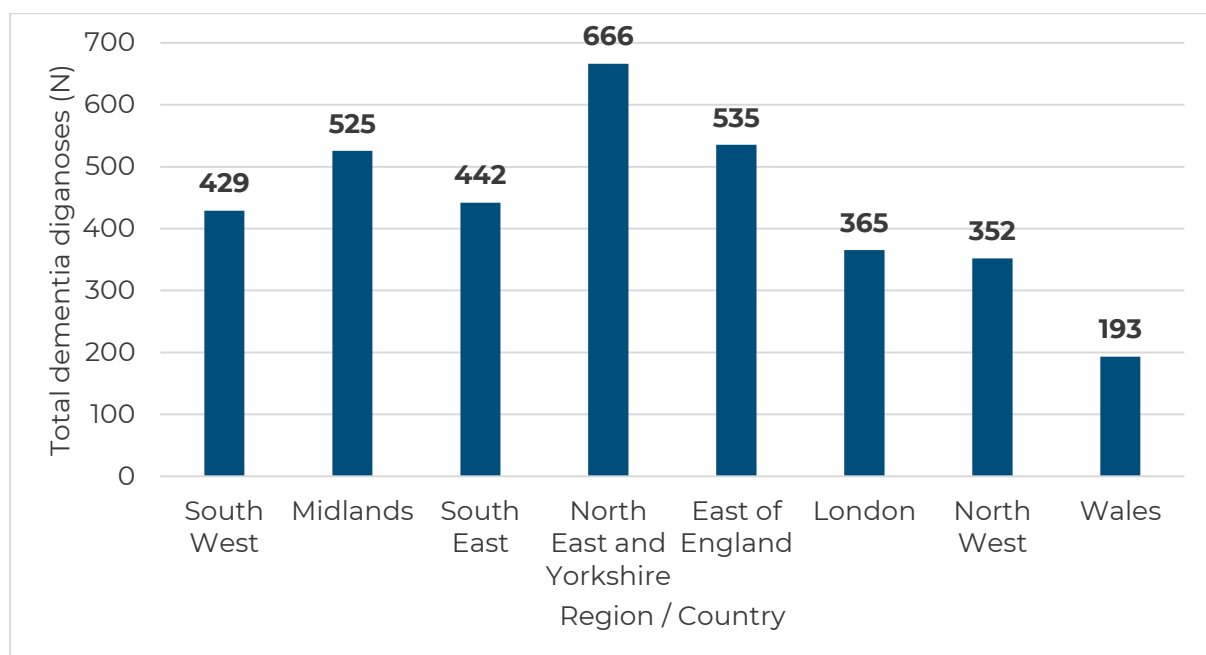 Total dementia diganoses (N)
700
600
500
400
300
200
100
0
429
525
442
666
535
365
352
193
South
West
Midlands
South
East
North
East and
Yorkshire
East of
England
London
North
West
Wales
Region / Country